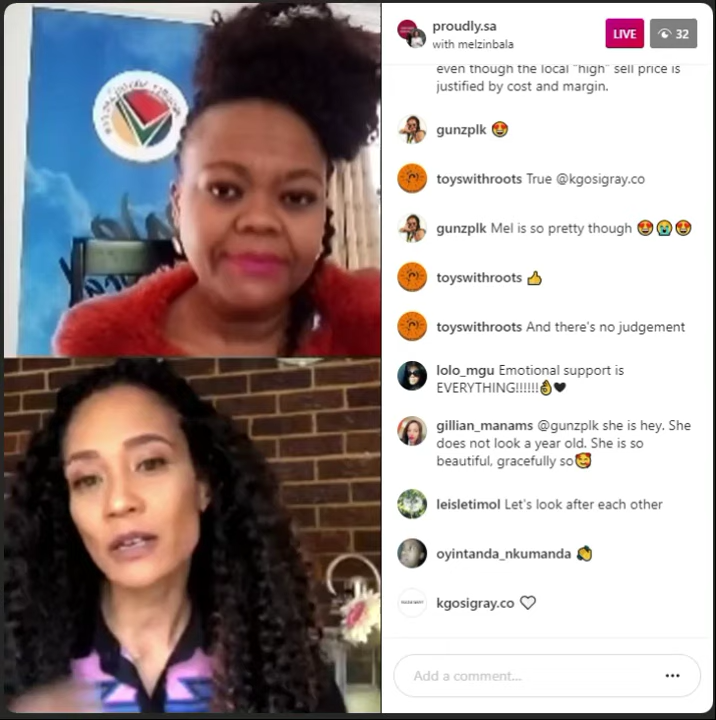 proudly.sa
with melzinbala
LIVE
32
even though the local "high" sell price is
justified by cost and margin.
gunzplk 😍
toyswithroots True @kgosigray.co
gunzplk Mel is so pretty though 😍😭😍
toyswithroots 👍
toyswithroots And there's no judgement
lolo_mgu Emotional support is
EVERYTHING!!!!!!👌🖤
gillian_manams @gunzplk she is hey. She
does not look a year old. She is so
beautiful, gracefully so🥰
leisletimol Let's look after each other
oyintanda_nkumanda 👏
kgosigray.co ♡
Add a comment...